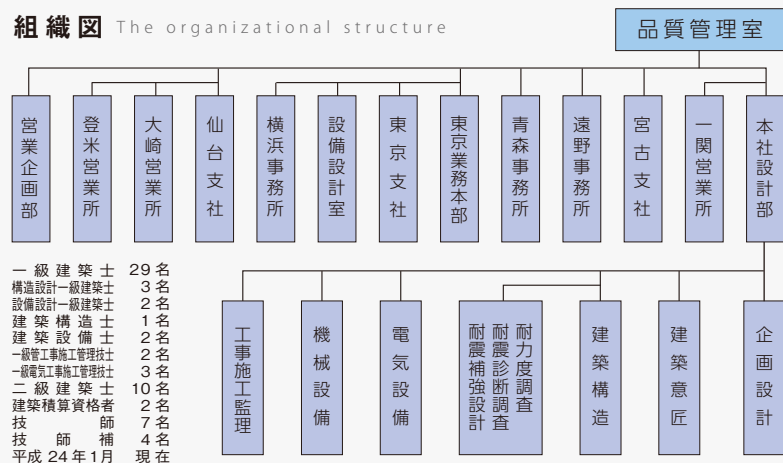 組織図 The organizational structure
品質管理室
営業企画部
登米営業所
大崎営業所
仙台支社
横浜事務所
設備設計室
東京支社
東京業務本部
青森事務所
遠野事務所
宮古支社
一関営業所
本社設計部
一級建築士 29名
構造設計一級建築士 3名
設備設計一級建築士 2名
建築構造士 1名
建築設備士 2名
一級管工事施工管理技士 2名
一級電気工事施工管理技士 3名
二級建築士 10名
建築積算資格者 2名
技師 7名
技師補 4名
平成24年1月 現在
工事施工監理
機械設備
電気設備
耐力度調査
耐震診断調査
耐震補強設計
建築構造
建築意匠
企画設計